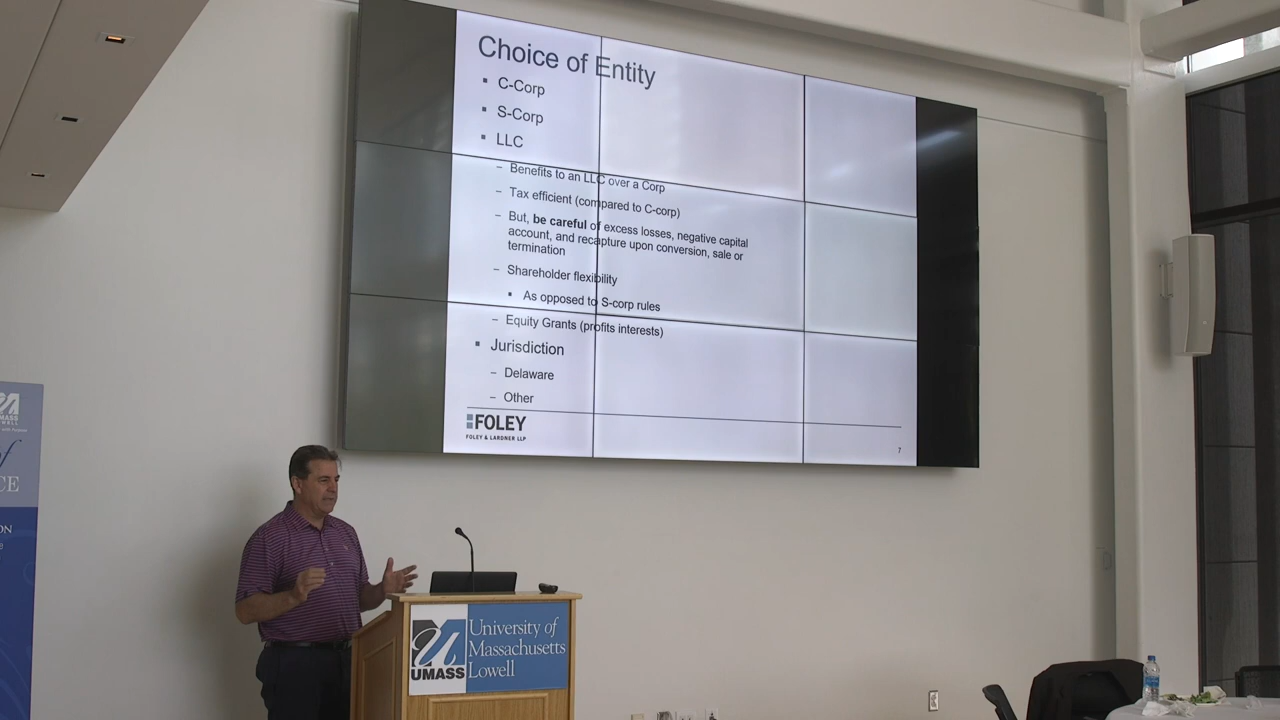 Choice of Entity
C-Corp
S-Corp
LLC
– Benefits to an LLC over a Corp
– Tax efficient (compared to C-corp)
– But, be careful of excess losses, negative capital
account, and recapture upon conversion, sale or
termination
– Shareholder flexibility
As opposed to S-corp rules
– Equity Grants (profits interests)
Jurisdiction
– Delaware
– Other
FOLEY
FOLEY & LARDNER LLP
7
UMASS
University of
Massachusetts
Lowell